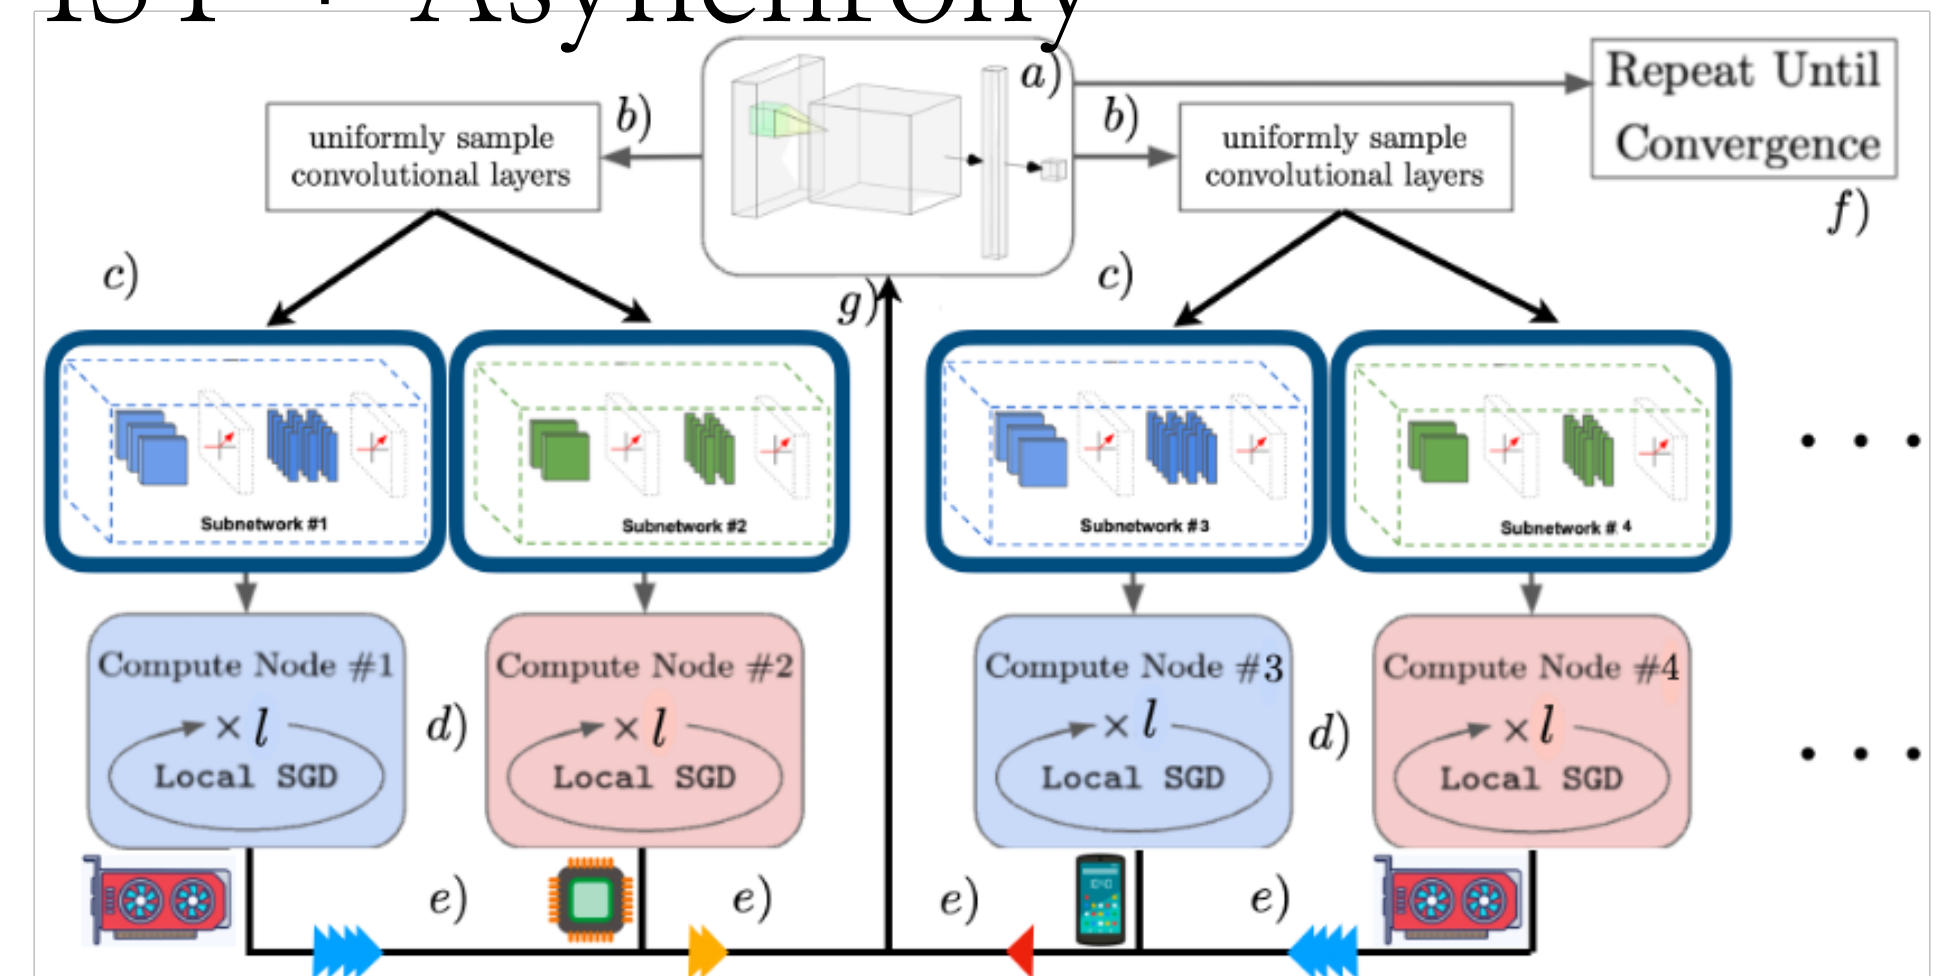 IST + Asynchrony
a)
Repeat Until
Convergence
f)
b)
uniformly sample
convolutional layers
b)
uniformly sample
convolutional layers
c)
g)
c)
Subnetwork #1
Subnetwork #2
Subnetwork #3
Subnetwork # 4
. . .
Compute Node #1
× l
Local SGD
d)
Compute Node #2
× l
Local SGD
Compute Node #3
× l
Local SGD
d)
Compute Node #4
× l
Local SGD
. . .
e)
e)
e)
e)